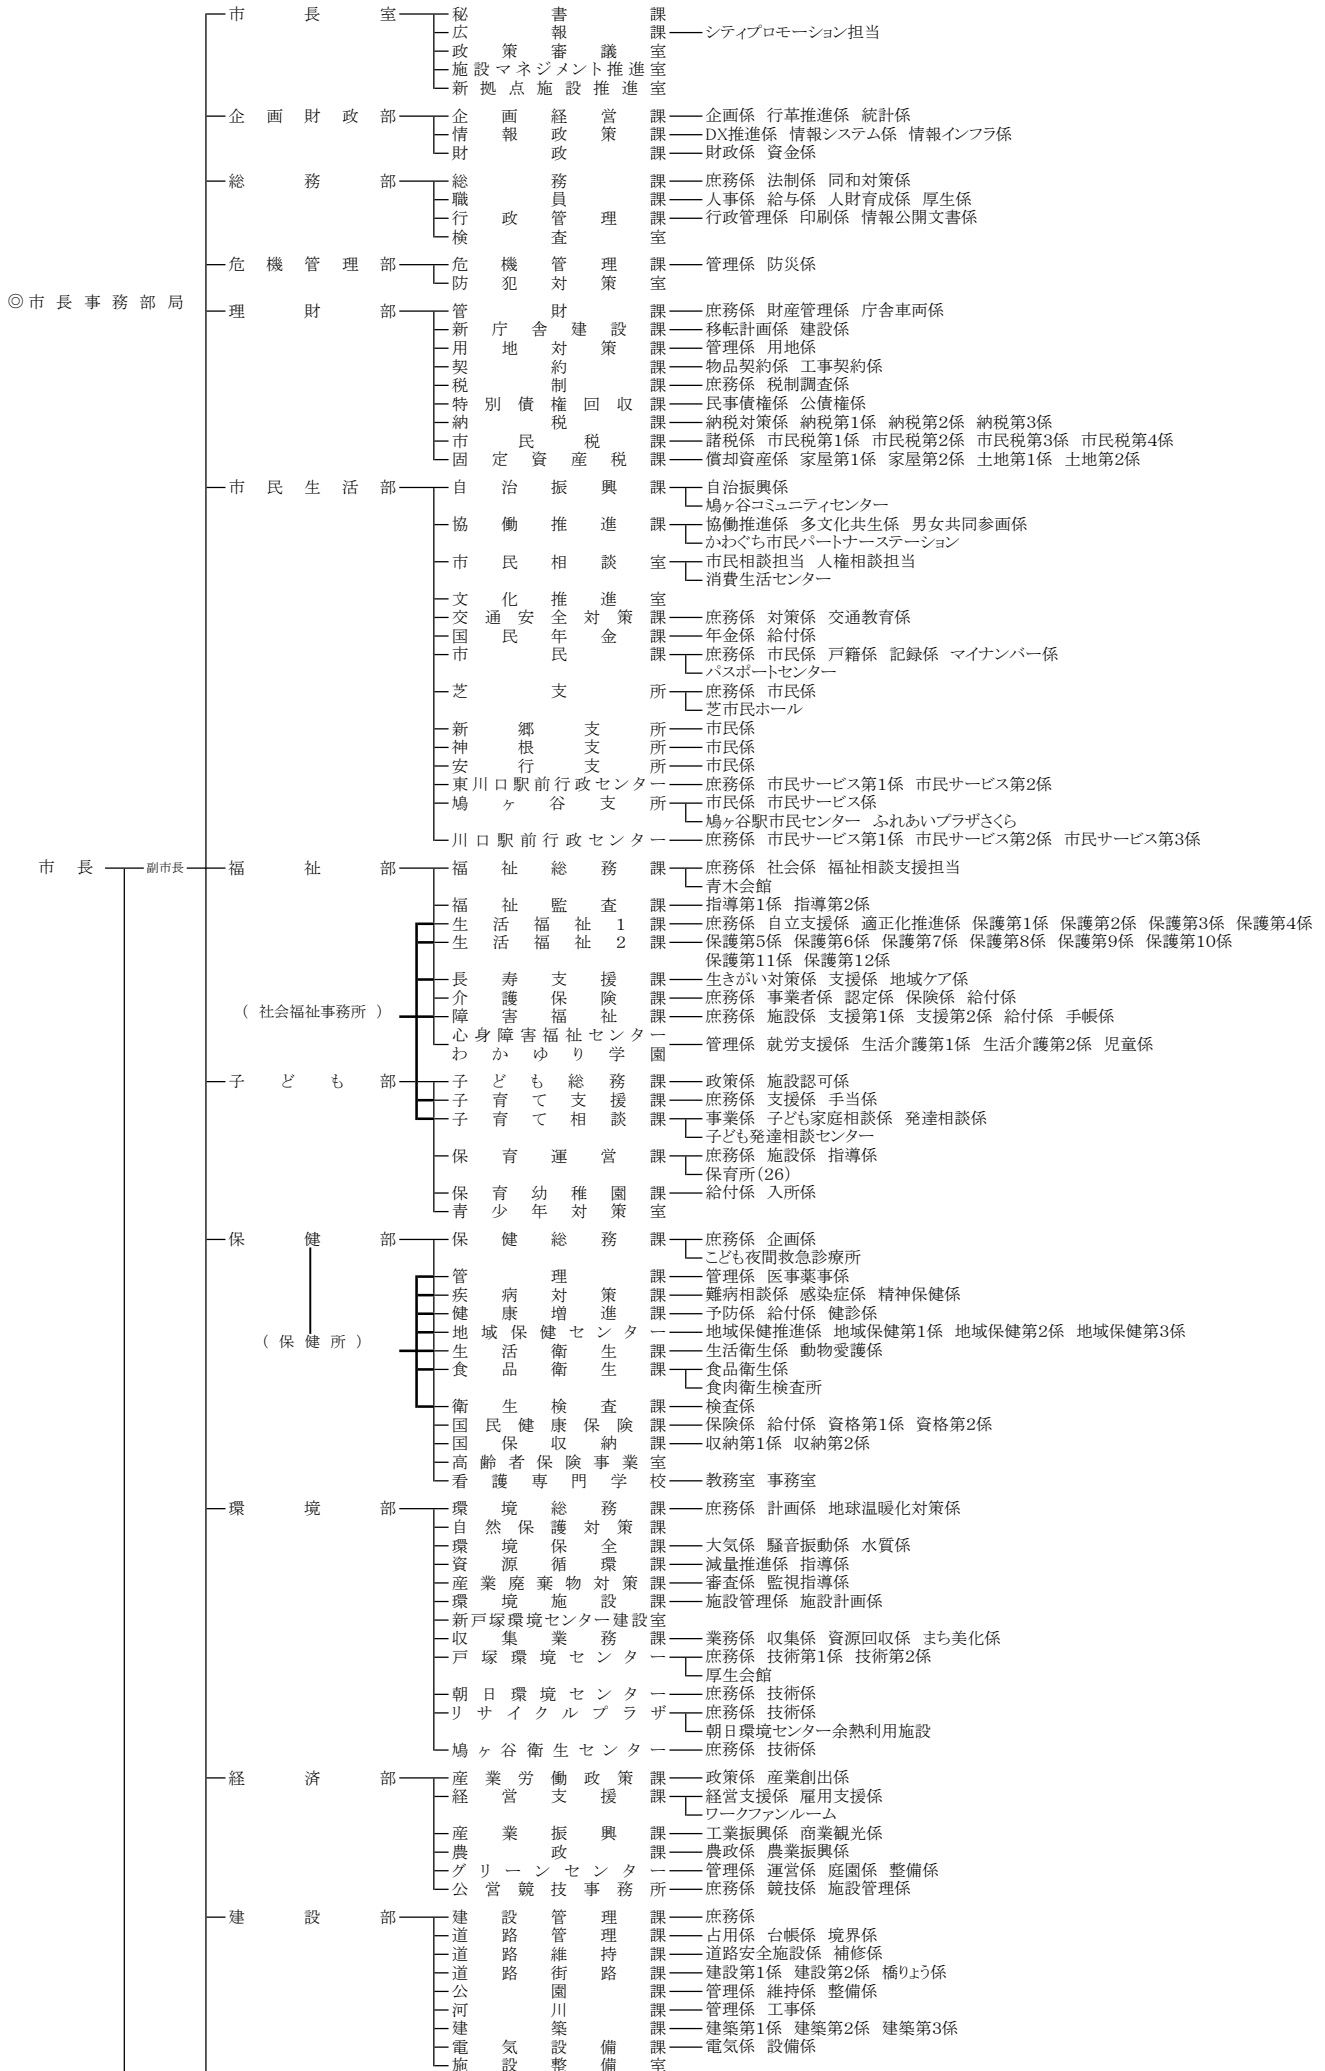 市長室 秘書課
広報課 シティプロモーション担当
政策審議室
施設マネジメント推進室
新拠点施設推進室
企画財政部 企画経営課 企画係 行革推進係 統計係
情報政策課 DX推進係 情報システム係 情報インフラ係
財政課 財政係 資金係
総務部 総務課 庶務係 法制係 同和対策係
職員課 人事係 給与係 人財育成係 厚生係
行政管理課 行政管理係 印刷係 情報公開文書係
検査室
危機管理部 危機管理課 管理係 防災係
防犯対策室
◎市長事務部局
理財部 管財課 庶務係 財産管理係 庁舎車両係
新庁舎建設課 移転計画係 建設係
用地対策課 管理係 用地係
契約課 物品契約係 工事契約係
税制課 庶務係 税制調査係
特別債権回収課 民事債権係 公債権係
納税課 納税対策係 納税第1係 納税第2係 納税第3係
市民税課 諸税係 市民税第1係 市民税第2係 市民税第3係 市民税第4係
固定資産税課 償却資産係 家屋第1係 家屋第2係 土地第1係 土地第2係
市民生活部 自治振興課 自治振興係
鳩ヶ谷コミュニティセンター
協働推進課 協働推進係 多文化共生係 男女共同参画係
かわぐち市民パートナーステーション
市民相談室 市民相談担当 人権相談担当
消費生活センター
文化推進室
交通安全対策課 庶務係 対策係 交通教育係
国民年金課 年金係 給付係
市民課 庶務係 市民係 戸籍係 記録係 マイナンバー係
パスポートセンター
芝支所 庶務係 市民係
芝市民ホール
新郷支所 市民係
神根支所 市民係
安行支所 市民係
東川口駅前行政センター 庶務係 市民サービス第1係 市民サービス第2係
鳩ヶ谷支所 市民係 市民サービス係
鳩ヶ谷駅市民センター ふれあいプラザさくら
川口駅前行政センター 庶務係 市民サービス第1係 市民サービス第2係 市民サービス第3係
市長 副市長 福祉部 福祉総務課 庶務係 社会係 福祉相談支援担当
青木会館
福祉監査課 指導第1係 指導第2係
生活福祉1課 庶務係 自立支援係 適正化推進係 保護第1係 保護第2係 保護第3係 保護第4係
生活福祉2課 保護第5係 保護第6係 保護第7係 保護第8係 保護第9係 保護第10係
保護第11係 保護第12係
長寿支援課 生きがい対策係 支援係 地域ケア係
介護保険課 庶務係 事業者係 認定係 保険係 給付係
(社会福祉事務所)
障害福祉課 庶務係 施設係 支援第1係 支援第2係 給付係 手帳係
心身障害福祉センター
わかゆり学園 管理係 就労支援係 生活介護第1係 生活介護第2係 児童係
子ども部 子ども総務課 政策係 施設認可係
子育て支援課 庶務係 支援係 手当係
子育て相談課 事業係 子ども家庭相談係 発達相談係
子ども発達相談センター
保育運営課 庶務係 施設係 指導係
保育所(26)
保育幼稚園課 給付係 入所係
青少年対策室
保健部 保健総務課 庶務係 企画係
こども夜間救急診療所
管理課 管理係 医事薬事係
疾病対策課 難病相談係 感染症係 精神保健係
健康増進課 予防係 給付係 健診係
地域保健センター 地域保健推進係 地域保健第1係 地域保健第2係 地域保健第3係
(保健所)
生活衛生課 生活衛生係 動物愛護係
食品衛生課 食品衛生係
食肉衛生検査所
衛生検査課 検査係
国民健康保険課 保険係 給付係 資格第1係 資格第2係
国保収納課 収納第1係 収納第2係
高齢者保険事業室
看護専門学校 教務室 事務室
環境部 環境総務課 庶務係 計画係 地球温暖化対策係
自然保護対策課
環境保全課 大気係 騒音振動係 水質係
資源循環課 減量推進係 指導係
産業廃棄物対策課 審査係 監視指導係
環境施設課 施設管理係 施設計画係
新戸塚環境センター建設室
収集業務課 業務係 収集係 資源回収係 まち美化係
戸塚環境センター 庶務係 技術第1係 技術第2係
厚生会館
朝日環境センター 庶務係 技術係
リサイクルプラザ 庶務係 技術係
朝日環境センター余熱利用施設
鳩ヶ谷衛生センター 庶務係 技術係
経済部 産業労働政策課 政策係 産業創出係
経営支援課 経営支援係 雇用支援係
ワークファンルーム
産業振興課 工業振興係 商業観光係
農政課 農政係 農業振興係
グリーンセンター 管理係 運営係 庭園係 整備係
公営競技事務所 庶務係 競技係 施設管理係
建設部 建設管理課 庶務係
道路管理課 占用係 台帳係 境界係
道路維持課 道路安全施設係 補修係
道路街路課 建設第1係 建設第2係 橋りょう係
公園課 管理係 維持係 整備係
河川課 管理係 工事係
建築課 建築第1係 建築第2係 建築第3係
電気設備課 電気係 設備係
施設整備室